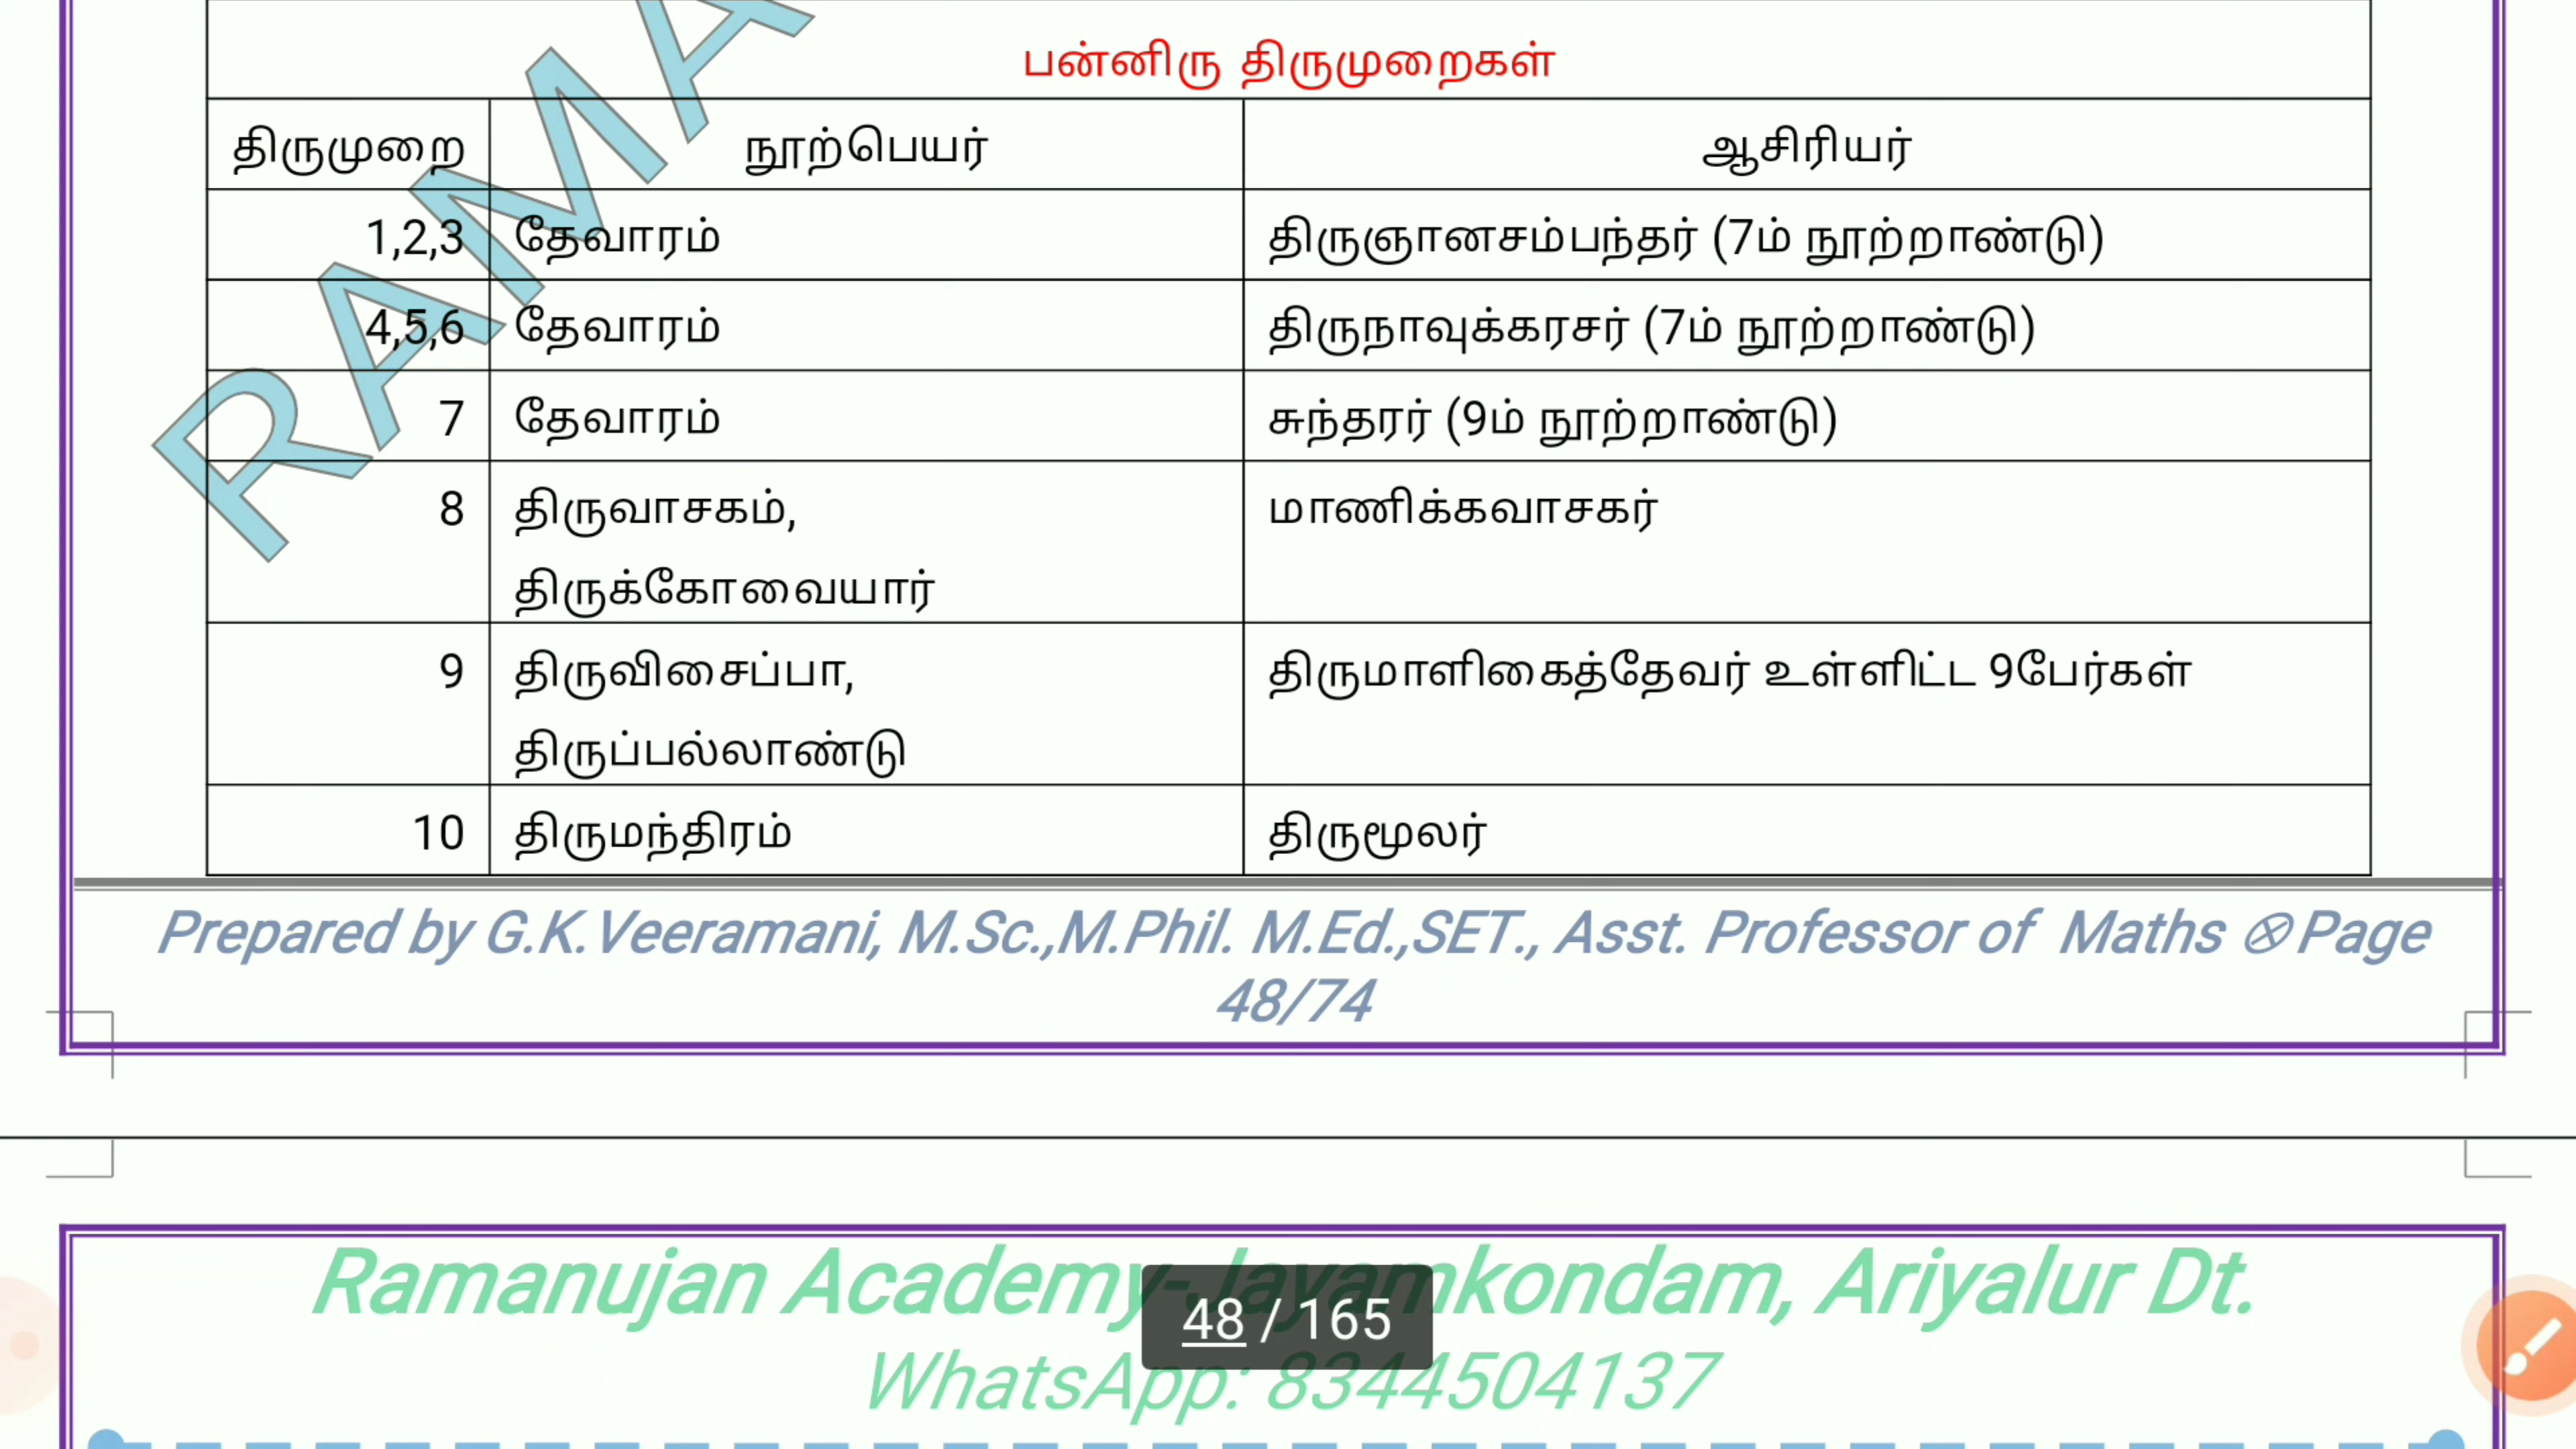 பன்னிரு திருமுறைகள்
திருமுறை நூற்பெயர் ஆசிரியர்
1,2,3 தேவாரம் திருஞானசம்பந்தர் (7ம் நூற்றாண்டு)
4,5,6 தேவாரம் திருநாவுக்கரசர் (7ம் நூற்றாண்டு)
7 தேவாரம் சுந்தரர் (9ம் நூற்றாண்டு)
8 திருவாசகம், மாணிக்கவாசகர்
திருக்கோவையார்
9 திருவிசைப்பா, திருமாளிகைத்தேவர் உள்ளிட்ட 9பேர்கள்
திருப்பல்லாண்டு
10 திருமந்திரம் திருமூலர்
RAMA
Prepared by G.K.Veeramani, M.Sc.,M.Phil. M.Ed.,SET., Asst. Professor of Maths ⊗ Page
48/74
Ramanujan Academy-Jayamkondam, Ariyalur Dt.
48 / 165
WhatsApp: 8344504137